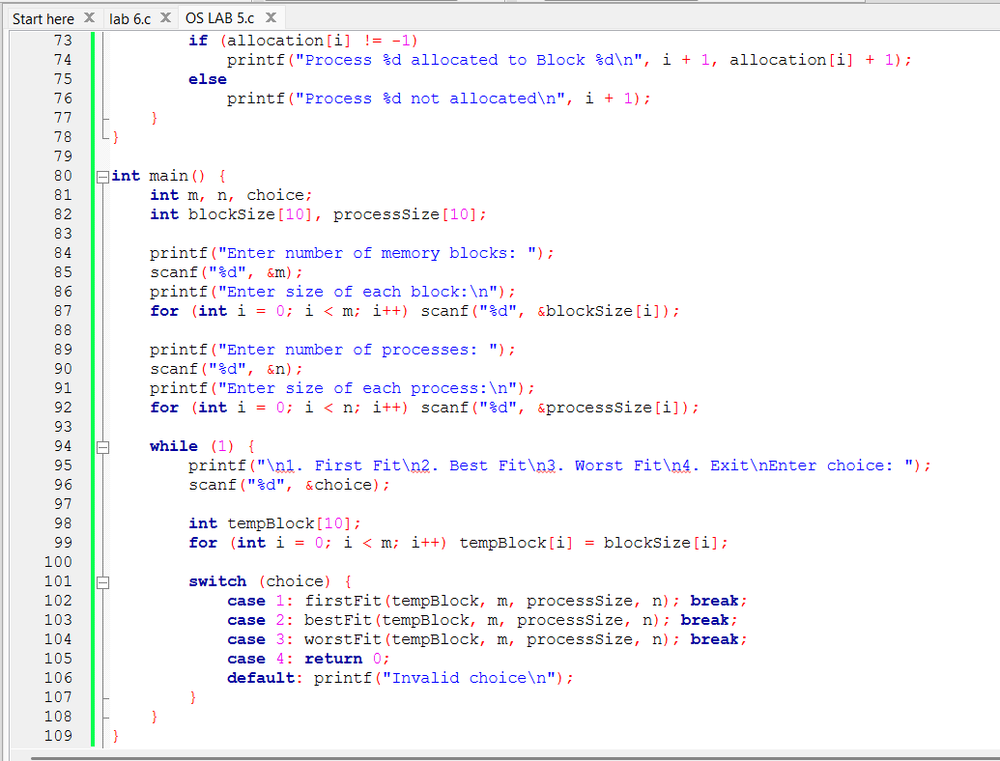 Start here X lab 6.c X OS LAB 5.c X
73 if (allocation[i] != -1)
74 printf("Process %d allocated to Block %d\n", i + 1, allocation[i] + 1);
75 else
76 printf("Process %d not allocated\n", i + 1);
77 }
78 }
79
80 int main() {
81 int m, n, choice;
82 int blockSize[10], processSize[10];
83
84 printf("Enter number of memory blocks: ");
85 scanf("%d", &m);
86 printf("Enter size of each block:\n");
87 for (int i = 0; i < m; i++) scanf("%d", &blockSize[i]);
88
89 printf("Enter number of processes: ");
90 scanf("%d", &n);
91 printf("Enter size of each process:\n");
92 for (int i = 0; i < n; i++) scanf("%d", &processSize[i]);
93
94 while (1) {
95 printf("\n1. First Fit\n2. Best Fit\n3. Worst Fit\n4. Exit\nEnter choice: ");
96 scanf("%d", &choice);
97
98 int tempBlock[10];
99 for (int i = 0; i < m; i++) tempBlock[i] = blockSize[i];
100
101 switch (choice) {
102 case 1: firstFit(tempBlock, m, processSize, n); break;
103 case 2: bestFit(tempBlock, m, processSize, n); break;
104 case 3: worstFit(tempBlock, m, processSize, n); break;
105 case 4: return 0;
106 default: printf("Invalid choice\n");
107 }
108 }
109 }